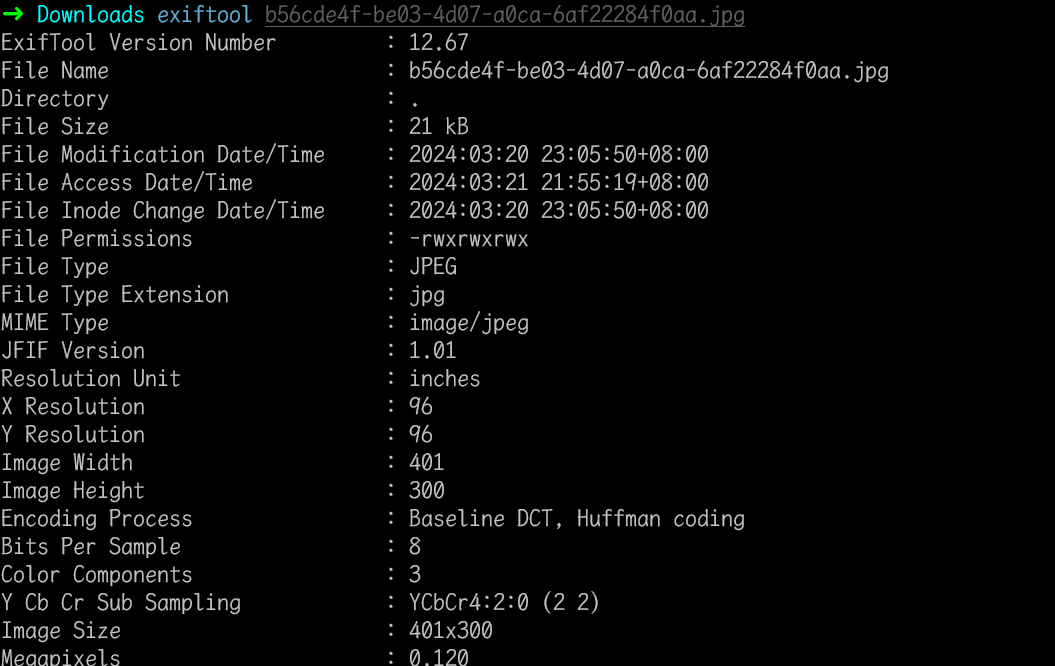 ➜ Downloads exiftool b56cde4f-be03-4d07-a0ca-6af22284f0aa.jpg
ExifTool Version Number : 12.67
File Name : b56cde4f-be03-4d07-a0ca-6af22284f0aa.jpg
Directory : .
File Size : 21 kB
File Modification Date/Time : 2024:03:20 23:05:50+08:00
File Access Date/Time : 2024:03:21 21:55:19+08:00
File Inode Change Date/Time : 2024:03:20 23:05:50+08:00
File Permissions : -rwxrwxrwx
File Type : JPEG
File Type Extension : jpg
MIME Type : image/jpeg
JFIF Version : 1.01
Resolution Unit : inches
X Resolution : 96
Y Resolution : 96
Image Width : 401
Image Height : 300
Encoding Process : Baseline DCT, Huffman coding
Bits Per Sample : 8
Color Components : 3
Y Cb Cr Sub Sampling : YCbCr4:2:0 (2 2)
Image Size : 401x300
Megapixels : 0.120